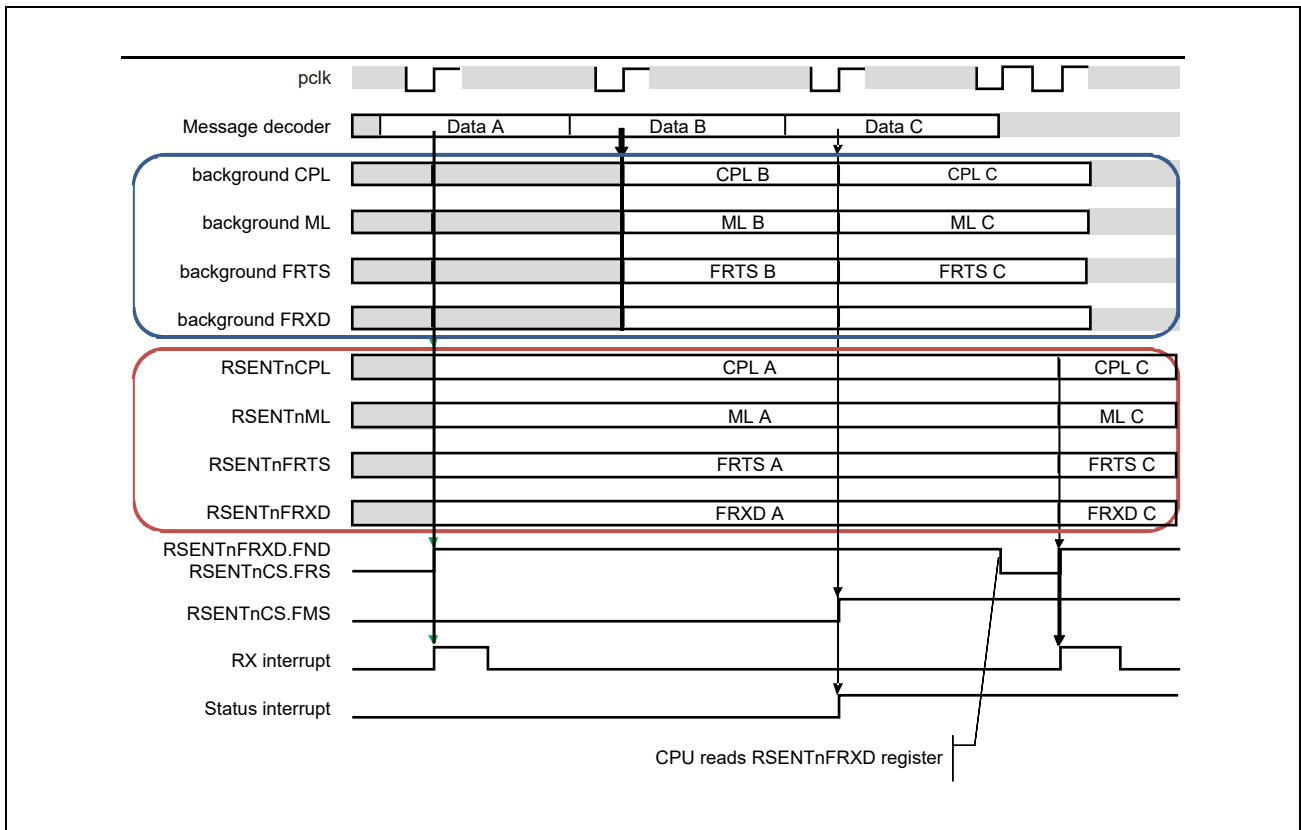 pclk
Message decoder Data A Data B Data C
background CPL CPL B CPL C
background ML ML B ML C
background FRTS FRTS B FRTS C
background FRXD
RSENTnCPL CPL A CPL C
RSENTnML ML A ML C
RSENTnFRTS FRTS A FRTS C
RSENTnFRXD FRXD A FRXD C
RSENTnFRXD.FND
RSENTnCS.FRS
RSENTnCS.FMS
RX interrupt
Status interrupt
CPU reads RSENTnFRXD register